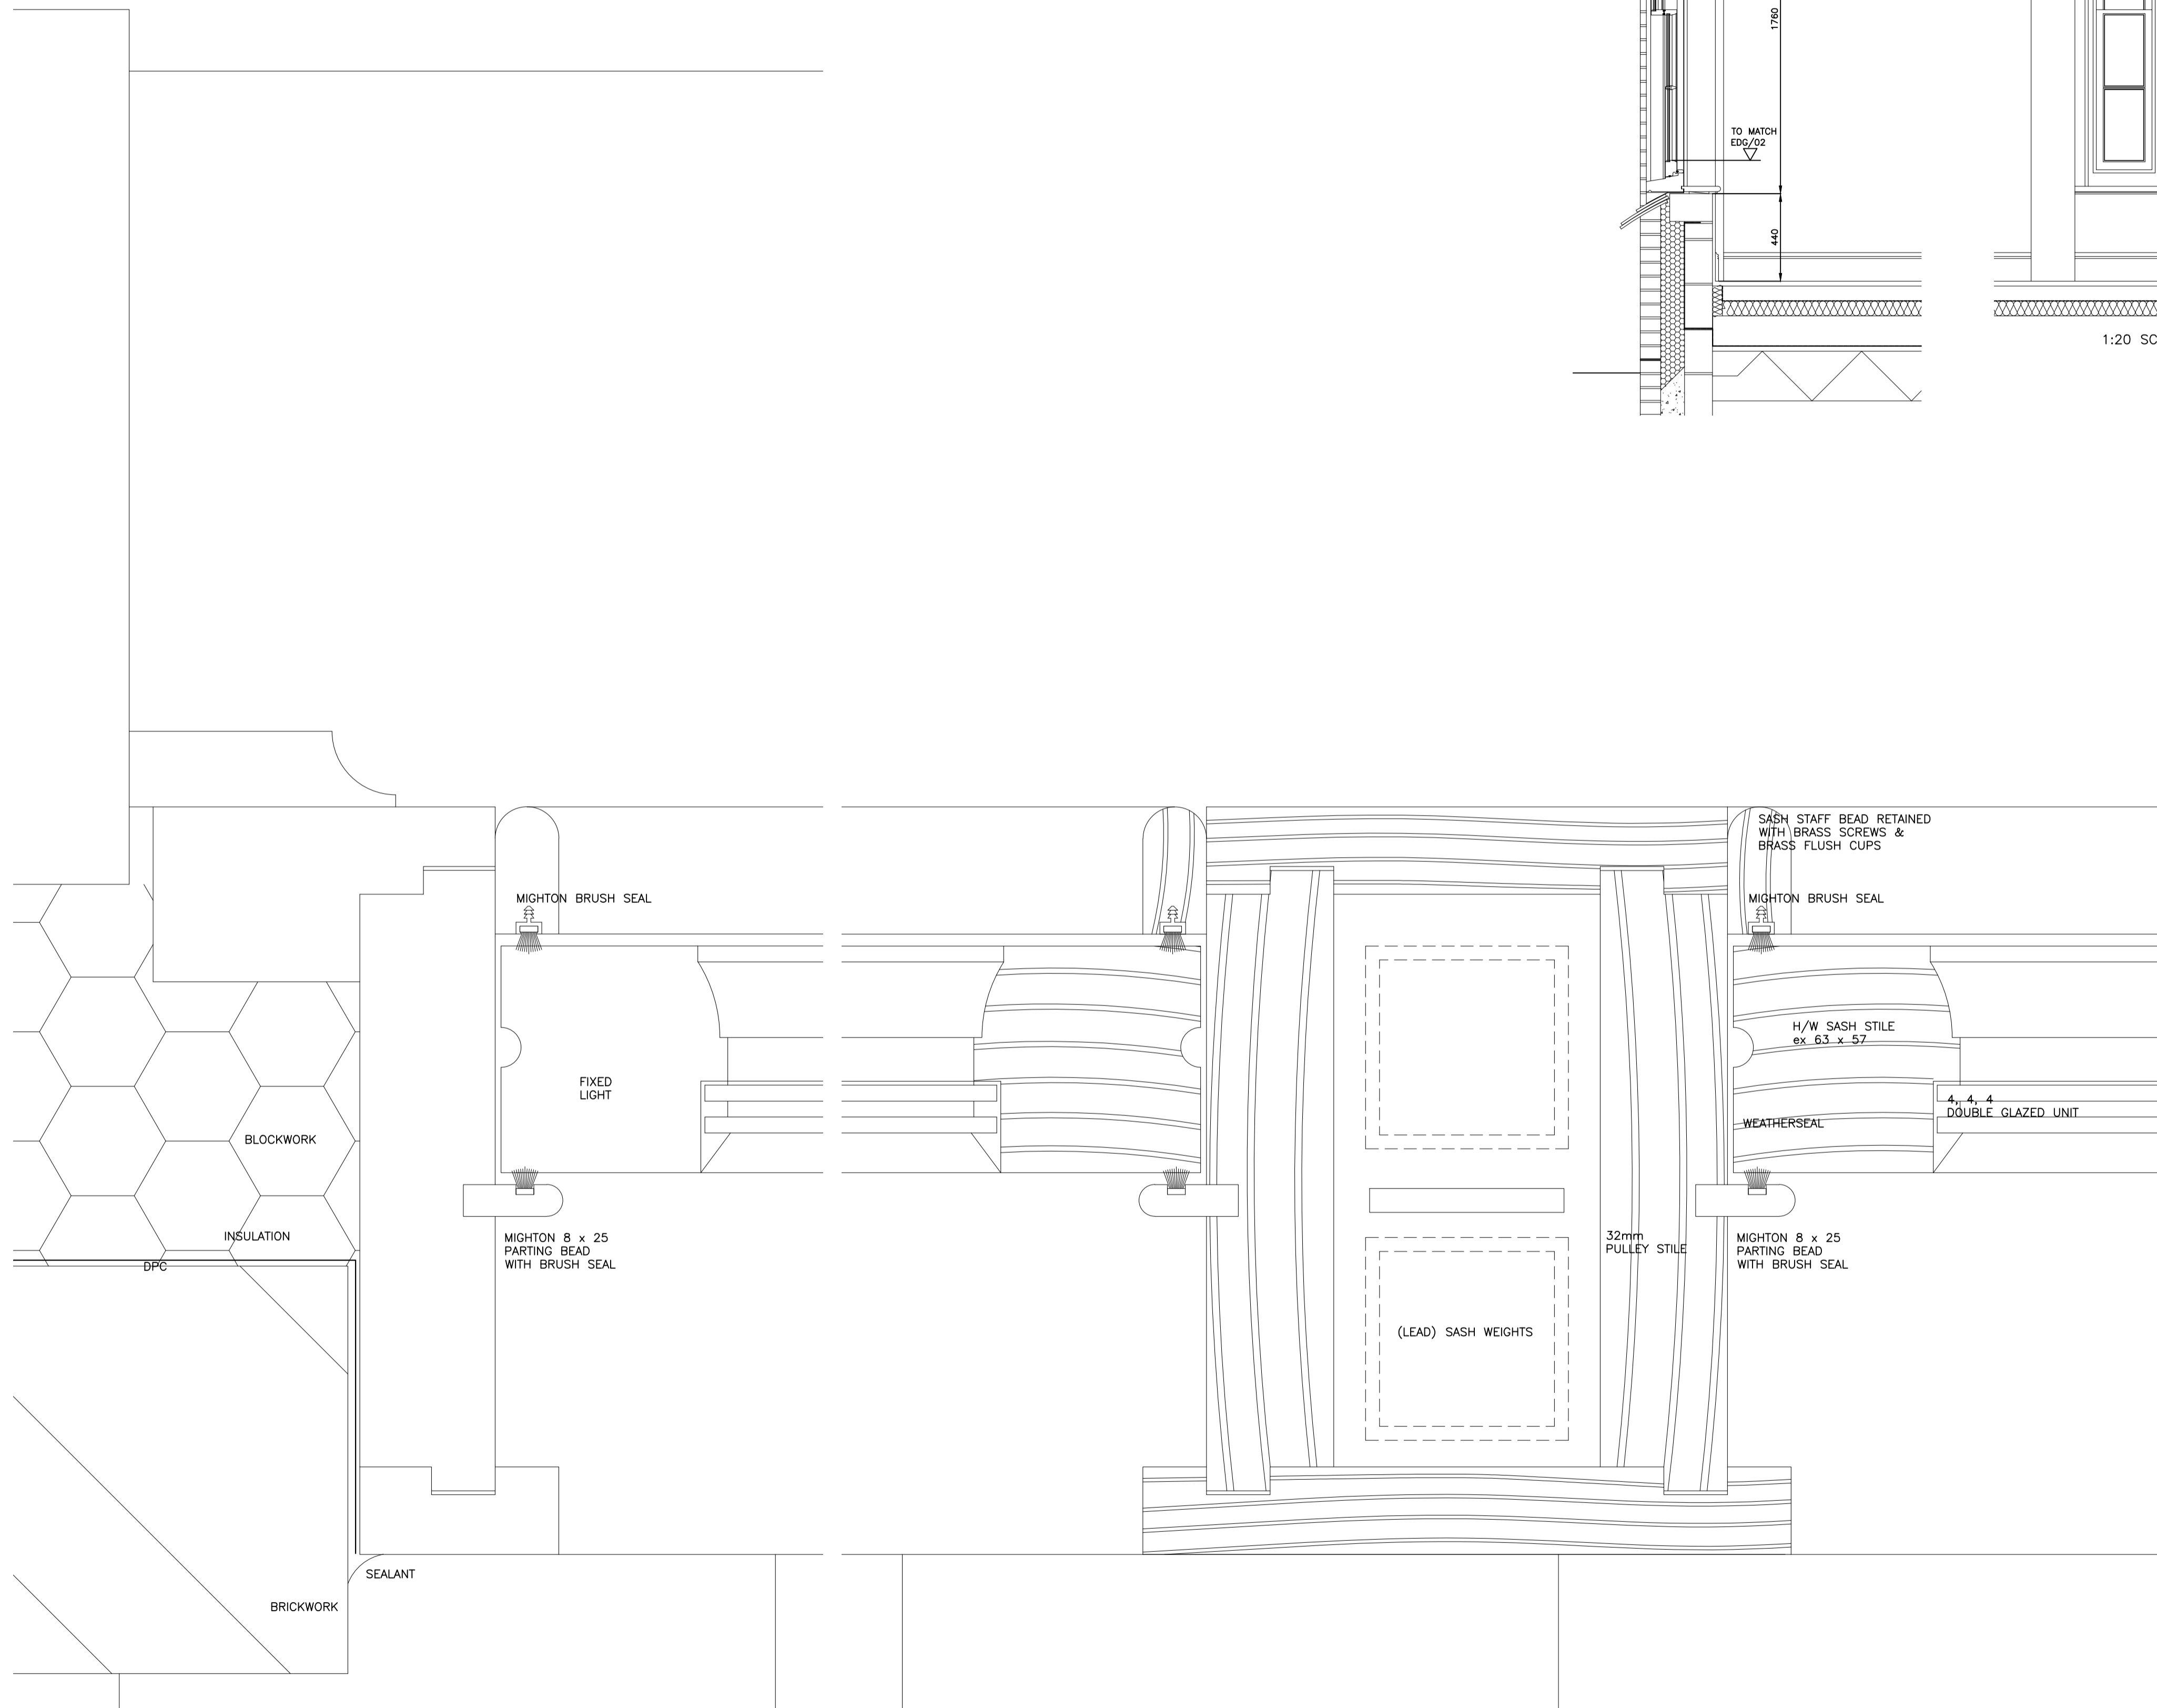 1760
TO MATCH
EDG/02
440
1:20 SC
SASH STAFF BEAD RETAINED
WITH BRASS SCREWS &
BRASS FLUSH CUPS
MIGHTON BRUSH SEAL
MIGHTON BRUSH SEAL
H/W SASH STILE
ex 63 x 57
FIXED
LIGHT
4, 4, 4
DOUBLE GLAZED UNIT
WEATHERSEAL
BLOCKWORK
INSULATION
DPC
MIGHTON 8 x 25
PARTING BEAD
WITH BRUSH SEAL
32mm
PULLEY STILE
MIGHTON 8 x 25
PARTING BEAD
WITH BRUSH SEAL
(LEAD) SASH WEIGHTS
SEALANT
BRICKWORK